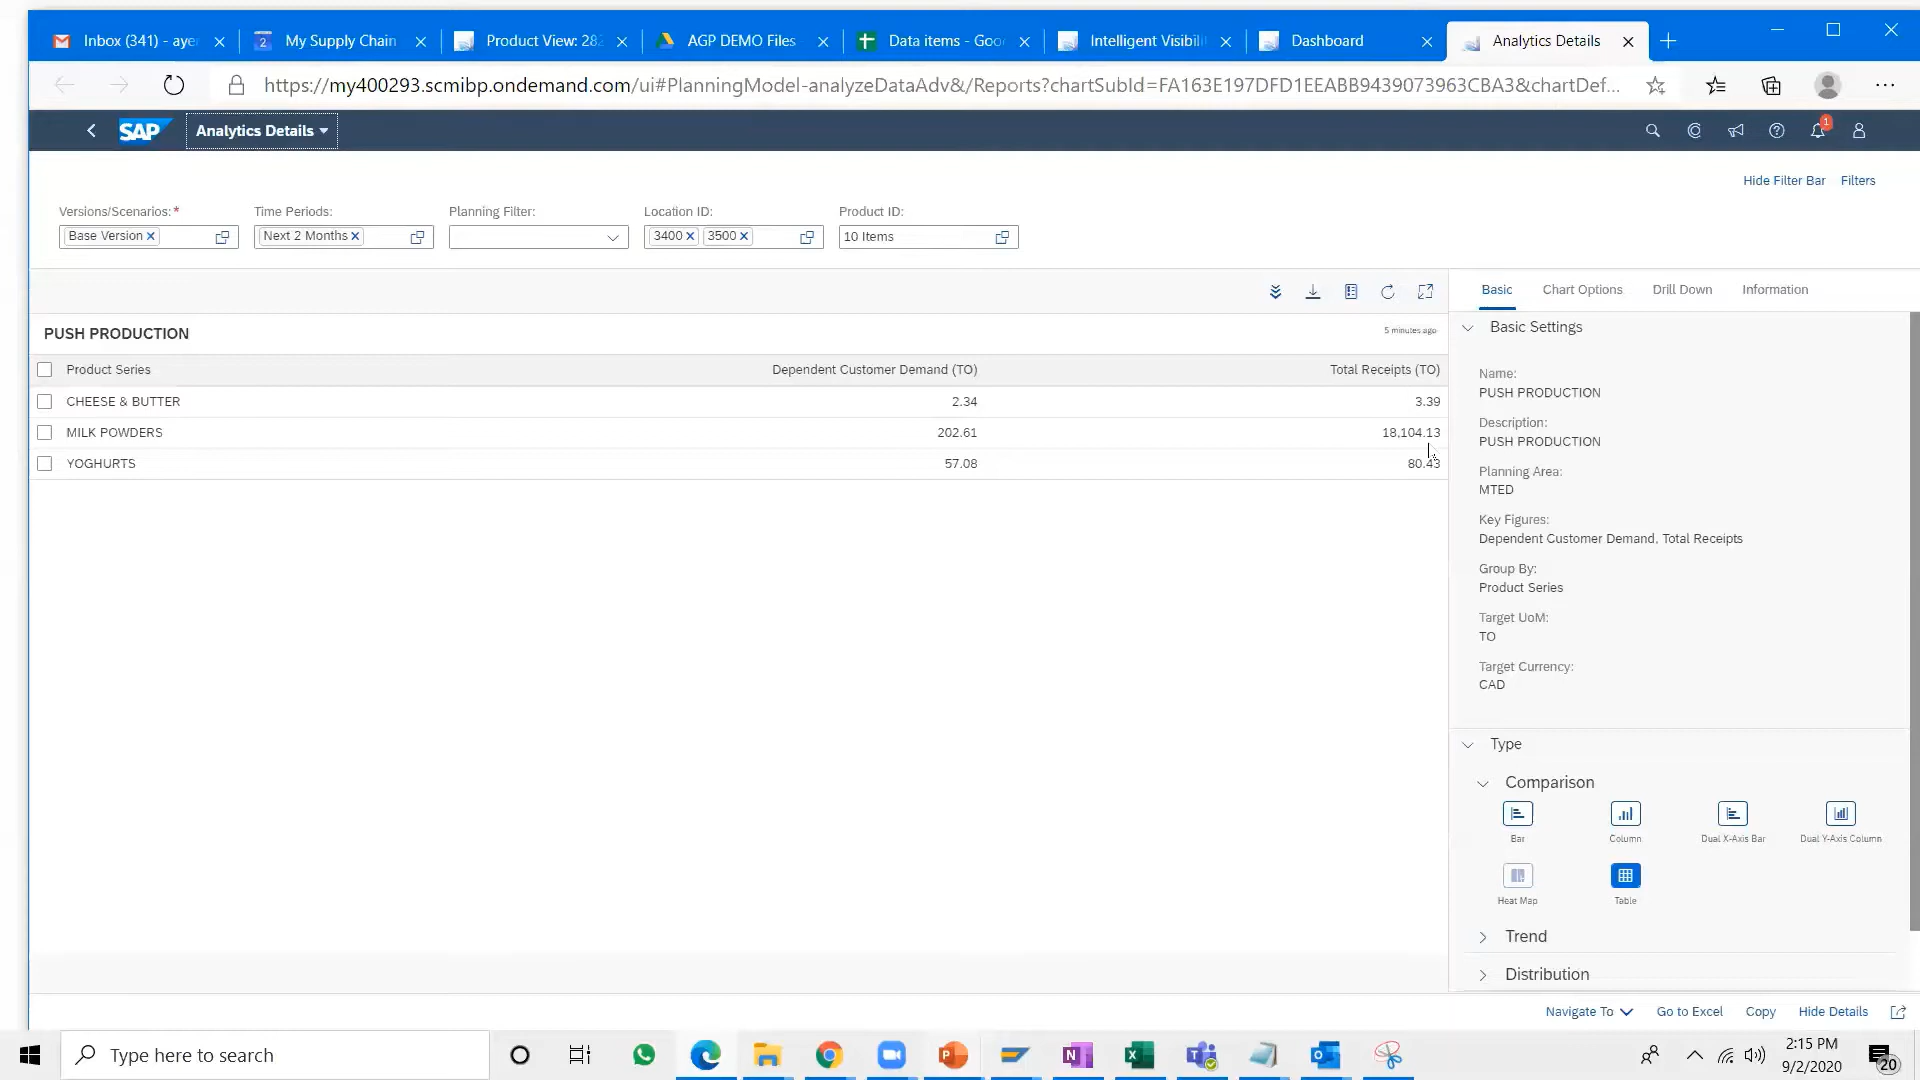 Inbox (341) - aye
2 My Supply Chain
Product View: 282
AGP DEMO Files
Data items - Goo
Intelligent Visibili
Dashboard
Analytics Details
https://my400293.scmibp.ondemand.com/ui#PlanningModel-analyzeDataAdv&/Reports?chartSubId=FA163E197DFD1EEABB9439073963CBA3&chartDef...
SAP Analytics Details
1
Hide Filter Bar Filters
Versions/Scenarios:* Time Periods: Planning Filter: Location ID: Product ID:
Base Version Next 2 Months 3400 3500 10 Items
PUSH PRODUCTION
5 minutes ago
Product Series Dependent Customer Demand (TO) Total Receipts (TO)
CHEESE & BUTTER 2.34 3.39
MILK POWDERS 202.61 18,104.13
YOGHURTS 57.08 80.43
Basic Chart Options Drill Down Information
Basic Settings
Name:
PUSH PRODUCTION
Description:
PUSH PRODUCTION
Planning Area:
MTED
Key Figures:
Dependent Customer Demand, Total Receipts
Group By:
Product Series
Target UoM:
TO
Target Currency:
CAD
Type
Comparison
Bar Column Dual X-Axis Bar Dual Y-Axis Column
Heat Map Table
Trend
Distribution
Navigate To Go to Excel Copy Hide Details
Type here to search
2:15 PM
9/2/2020
20